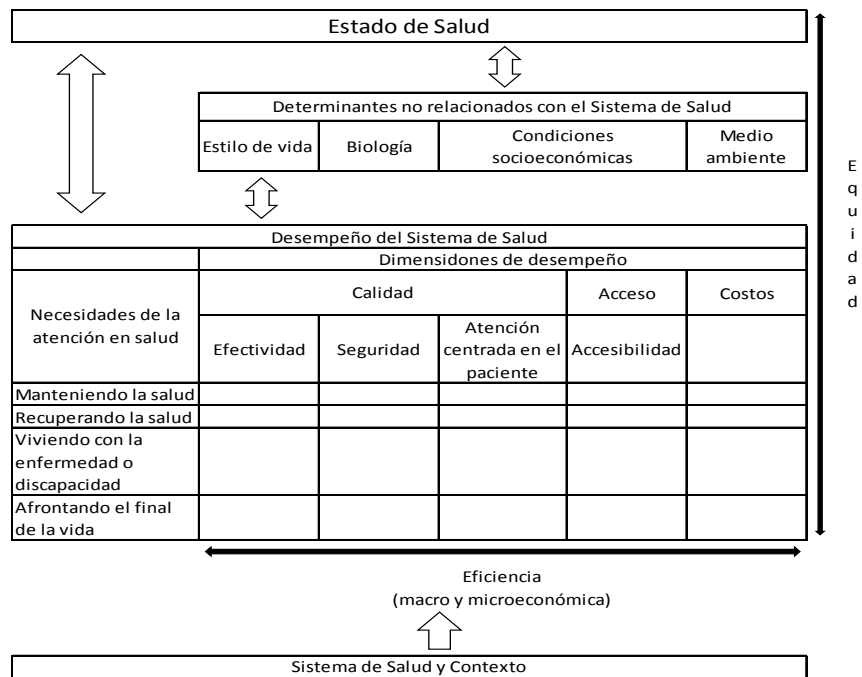 Estado de Salud
Determinantes no relacionados con el Sistema de Salud
Estilo de vida
Biología
Condiciones
socioeconómicas
Medio
ambiente
Equidad
Desempeño del Sistema de Salud
Dimensidones de desempeño
Necesidades de la
atención en salud
Calidad
Acceso
Costos
Efectividad
Seguridad
Atención
centrada en el
paciente
Accesibilidad
Manteniendo la salud
Recuperando la salud
Viviendo con la
enfermedad o
discapacidad
Afrontando el final
de la vida
Eficiencia
(macro y microeconómica)
Sistema de Salud y Contexto